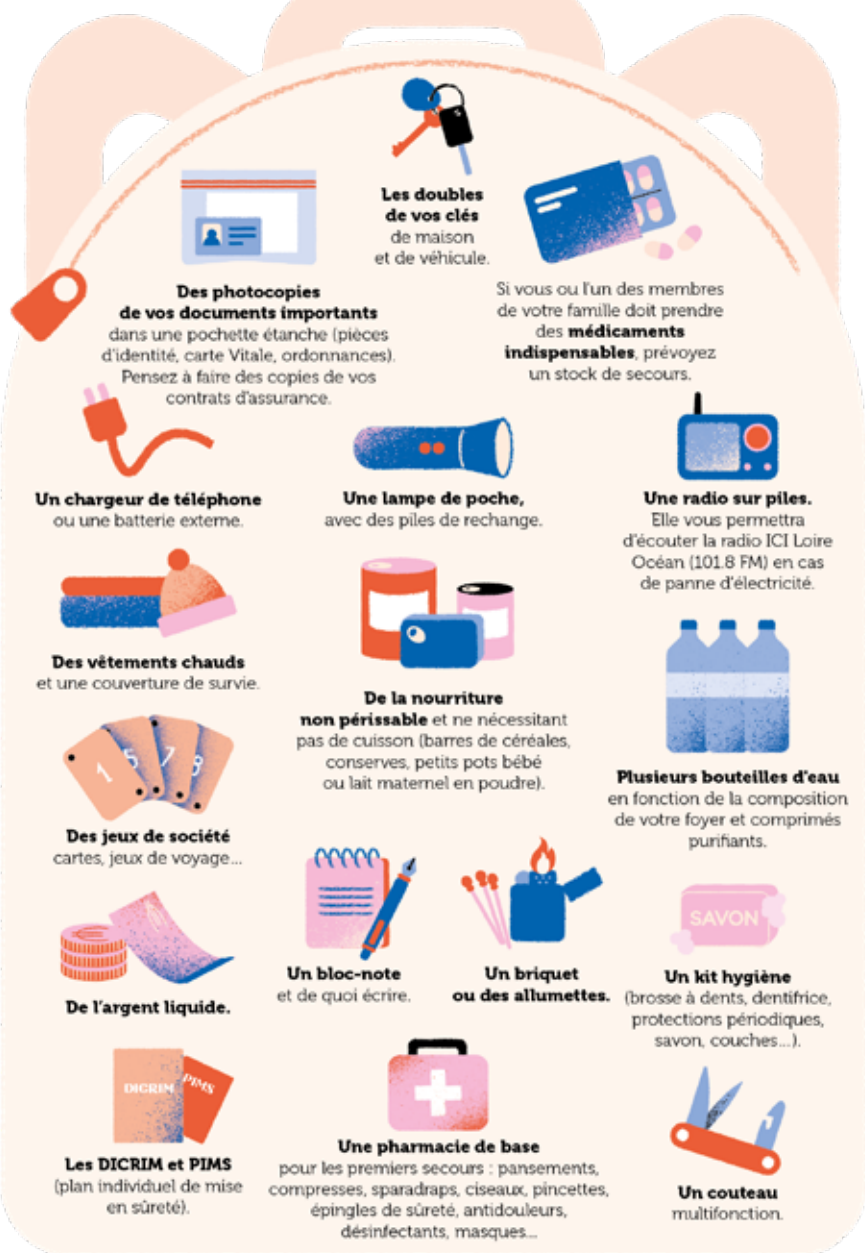 Les doubles
de vos clés
de maison
et de véhicule.
Des photocopies
de vos documents importants
dans une pochette étanche (pièces
d'identité, carte Vitale, ordonnances).
Pensez à faire des copies de vos
contrats d'assurance.
Si vous ou l'un des membres
de votre famille doit prendre
des médicaments
indispensables, prévoyez
un stock de secours.
Un chargeur de téléphone
ou une batterie externe.
Une lampe de poche,
avec des piles de rechange.
Une radio sur piles.
Elle vous permettra
d'écouter la radio ICI Loire
Océan (101.8 FM) en cas
de panne d'électricité.
Des vêtements chauds
et une couverture de survie.
De la nourriture
non périssable et ne nécessitant
pas de cuisson (barres de céréales,
conserves, petits pots bébé
ou lait maternel en poudre).
Plusieurs bouteilles d'eau
en fonction de la composition
de votre foyer et comprimés
purifiants.
1 5 7 8
Des jeux de société
cartes, jeux de voyage...
De l'argent liquide.
Un bloc-note
et de quoi écrire.
Un briquet
ou des allumettes.
SAVON
Un kit hygiène
(brosse à dents, dentifrice,
protections périodiques,
savon, couches...).
DICRIM
PIMS
Les DICRIM et PIMS
(plan individuel de mise
en sûreté).
Une pharmacie de base
pour les premiers secours : pansements,
compresses, sparadraps, ciseaux, pincettes,
épingles de sûreté, antidouleurs,
désinfectants, masques...
Un couteau
multifonction.